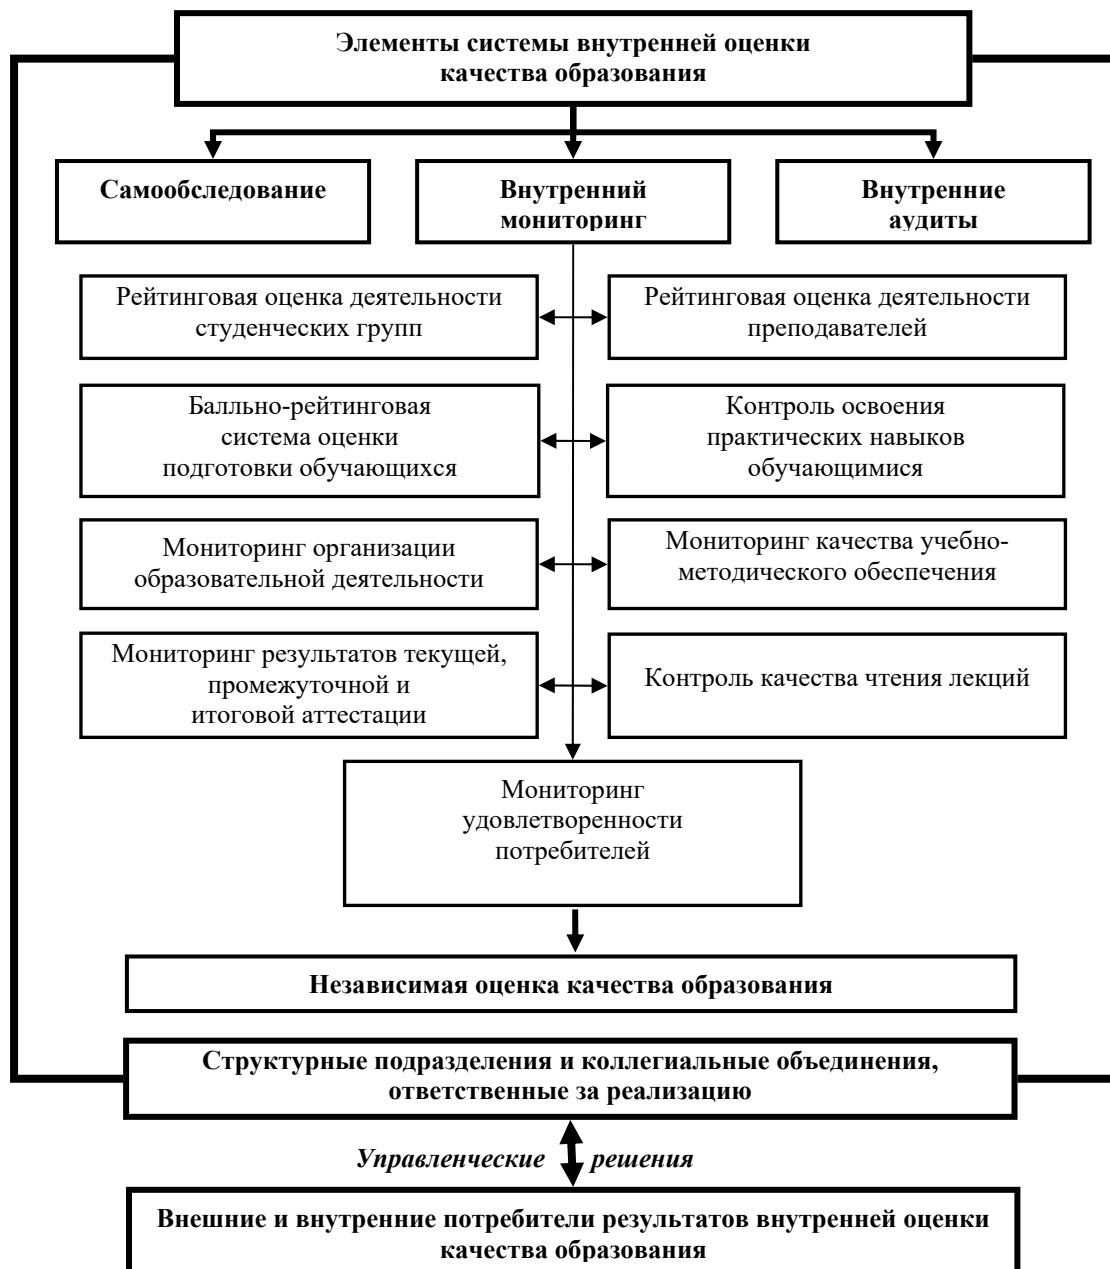 Элементы системы внутренней оценки
качества образования
Самообследование
Внутренний
мониторинг
Внутренние
аудиты
Рейтинговая оценка деятельности
студенческих групп
Рейтинговая оценка деятельности
преподавателей
Балльно-рейтинговая
система оценки
подготовки обучающихся
Контроль освоения
практических навыков
обучающимися
Мониторинг организации
образовательной деятельности
Мониторинг качества учебно-
методического обеспечения
Мониторинг результатов текущей,
промежуточной и
итоговой аттестации
Контроль качества чтения лекций
Мониторинг
удовлетворенности
потребителей
Независимая оценка качества образования
Структурные подразделения и коллегиальные объединения,
ответственные за реализацию
Управленческие решения
Внешние и внутренние потребители результатов внутренней оценки
качества образования